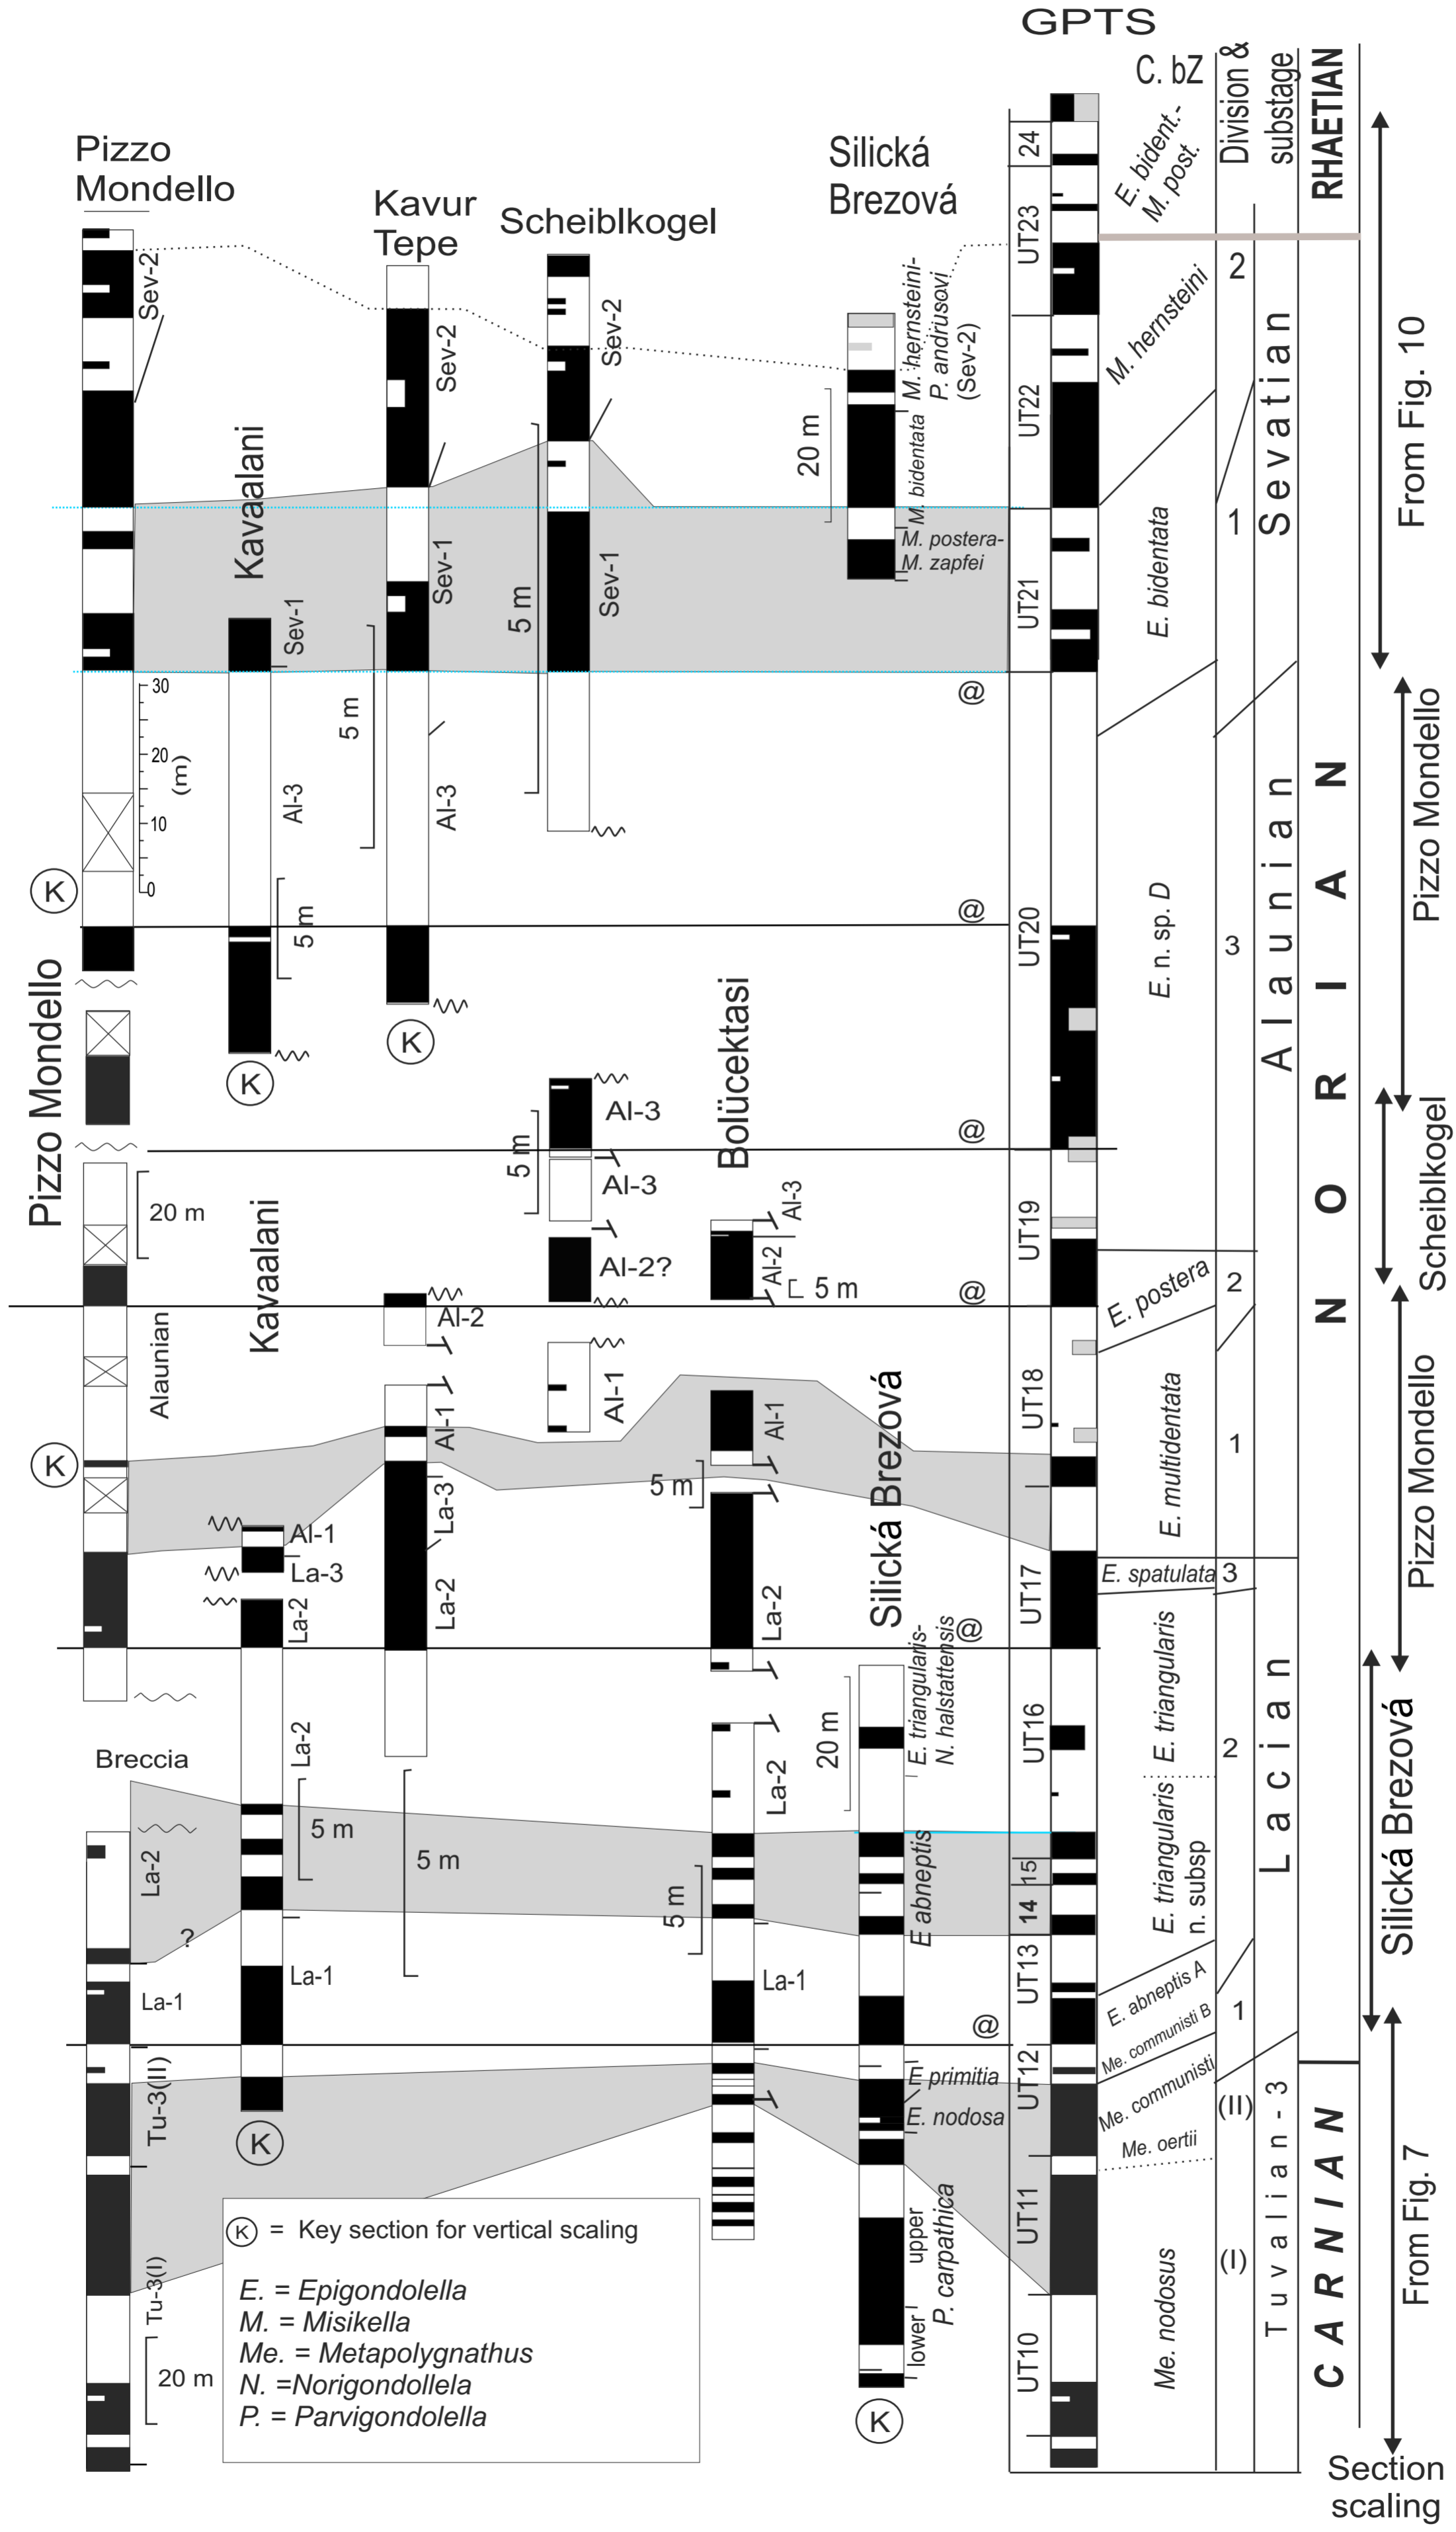 GPTS
C. bZ
Division &
substage
RHAETIAN
Pizzo
Mondello
Kavur
Tepe
Scheiblkogel
Silická
Brezová
24
E. bident.-
M. post.
UT23
Sev-2
Sev-2
Sev-2
M. hernsteini-
P. andrusovi
(Sev-2)
2
M. hernsteini
Kavaalani
20 m
M. bidentata
UT22
Sevatian
From Fig. 10
1
M. postera-
M. zapfei
Sev-1
Sev-1
Sev-1
5 m
UT21
E. bidentata
@
30
20
10
0
(m)
5 m
Al-3
Al-3
K
5 m
@
UT20
E. n. sp. D
3
Alaunian
NORIAN
Pizzo Mondello
Pizzo Mondello
K
K
Bolücektasi
Al-3
@
5 m
Al-3
20 m
Al-3
UT19
Scheiblkogel
Kavaalani
Al-2?
Al-2
5 m
@
E. postera
2
Al-2
Alaunian
Al-1
Al-1
Al-1
Silická Brezová
UT18
E. multidentata
1
Pizzo Mondello
K
5 m
La-3
Al-1
La-3
La-2
La-2
La-2
E. triangularis-
N. halstattensis
@
UT17
E. spatulata
3
La-2
La-2
20 m
UT16
E. triangularis
2
Lacian
Silická Brezová
Breccia
5 m
5 m
5 m
La-2
?
E abneptis
15
14
E. triangularis
n. subsp
La-1
La-1
La-1
@
UT13
E. abneptis A
Me. communisti B
1
Tu-3(II)
E primitia
E. nodosa
UT12
Me. communisti
Me. oertii
(II)
K
Tu-3(I)
upper
lower
P. carpathica
UT11
(I)
Tuvalian-3
CARNIAN
From Fig. 7
Me. nodosus
UT10
20 m
K
K = Key section for vertical scaling
E. = Epigondolella
M. = Misikella
Me. = Metapolygnathus
N. =Norigondollela
P. = Parvigondolella
Section
scaling